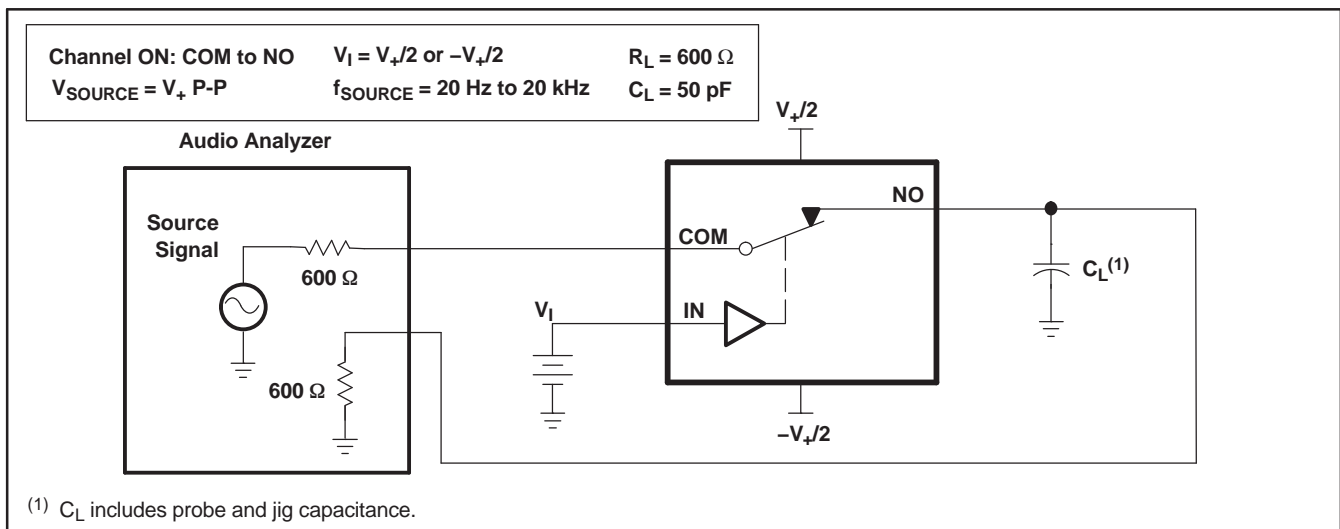 Channel ON: COM to NO V_I = V_+/2 or –V_+/2 R_L = 600 Ω
V_SOURCE = V_+ P-P f_SOURCE = 20 Hz to 20 kHz C_L = 50 pF
V_+/2
Audio Analyzer
NO
Source
Signal
COM
600 Ω
C_L(1)
V_I
IN
600 Ω
–V_+/2
(1) C_L includes probe and jig capacitance.